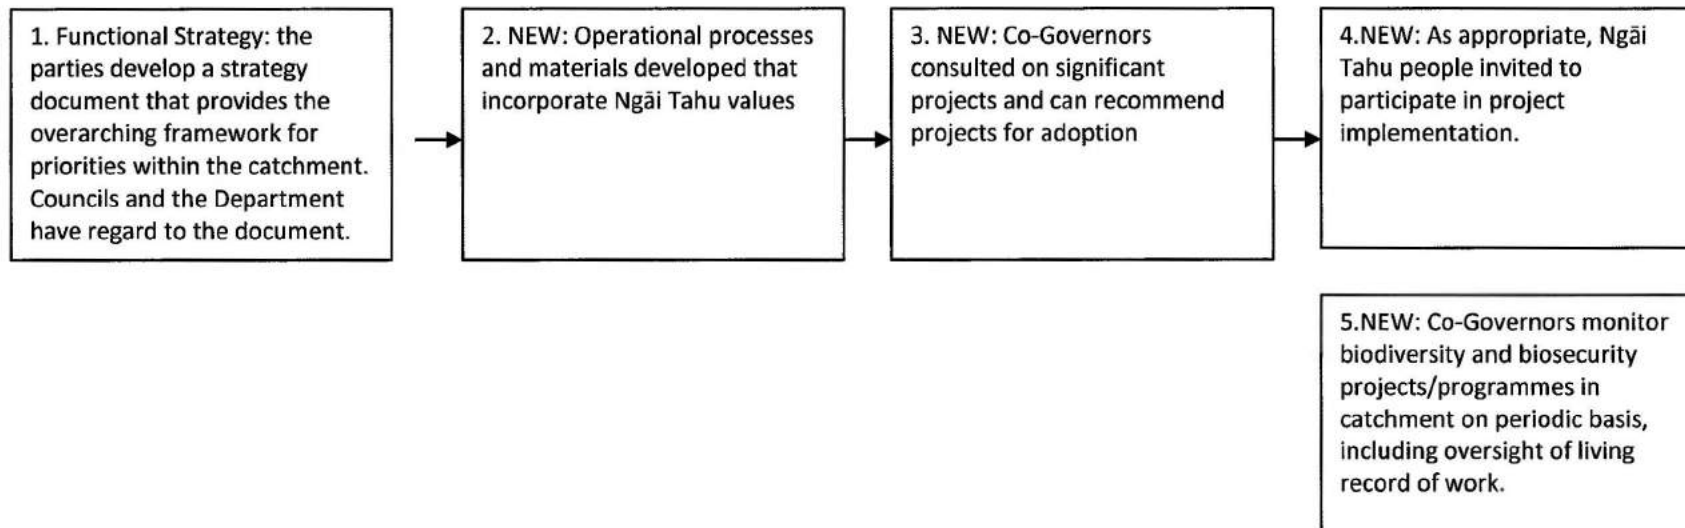 1. Functional Strategy: the
parties develop a strategy
document that provides the
overarching framework for
priorities within the catchment.
Councils and the Department
have regard to the document.
2. NEW: Operational processes
and materials developed that
incorporate Ngāi Tahu values
3. NEW: Co-Governors
consulted on significant
projects and can recommend
projects for adoption
4.NEW: As appropriate, Ngāi
Tahu people invited to
participate in project
implementation.
5.NEW: Co-Governors monitor
biodiversity and biosecurity
projects/programmes in
catchment on periodic basis,
including oversight of living
record of work.